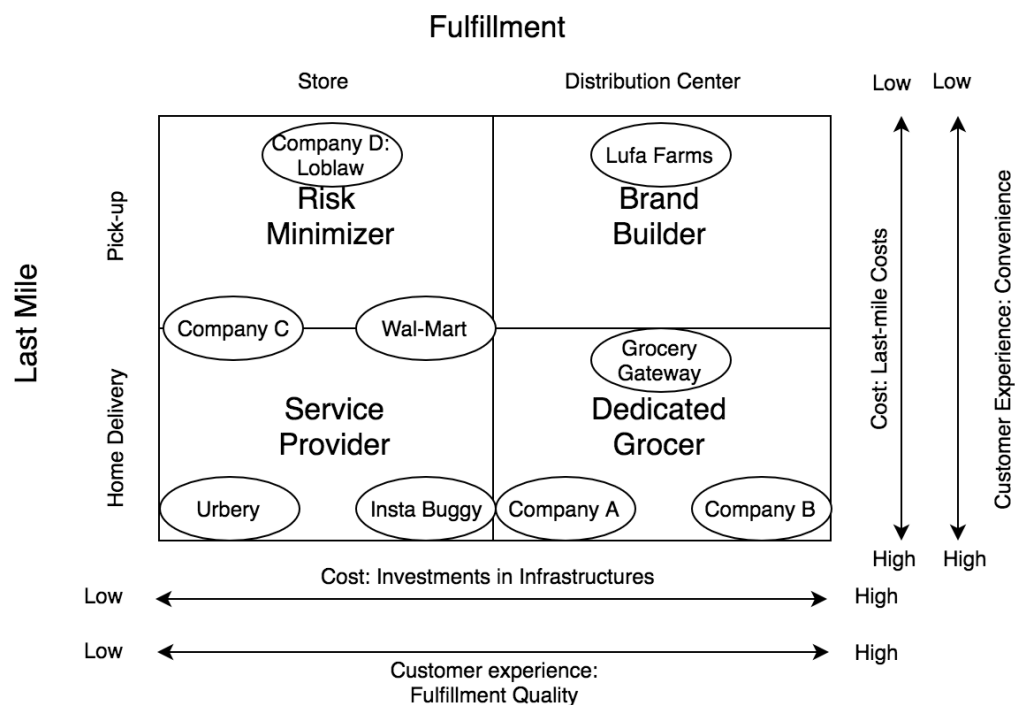 Fulfillment
Store
Distribution Center
Low
Low
Company D:
Loblaw
Lufa Farms
Risk
Minimizer
Brand
Builder
Pick-up
Last Mile
Cost: Last-mile Costs
Customer Experience: Convenience
Company C
Wal-Mart
Grocery
Gateway
Home Delivery
Service
Provider
Dedicated
Grocer
Urbery
Insta Buggy
Company A
Company B
High
High
Cost: Investments in Infrastructures
Low
High
Low
High
Customer experience:
Fulfillment Quality